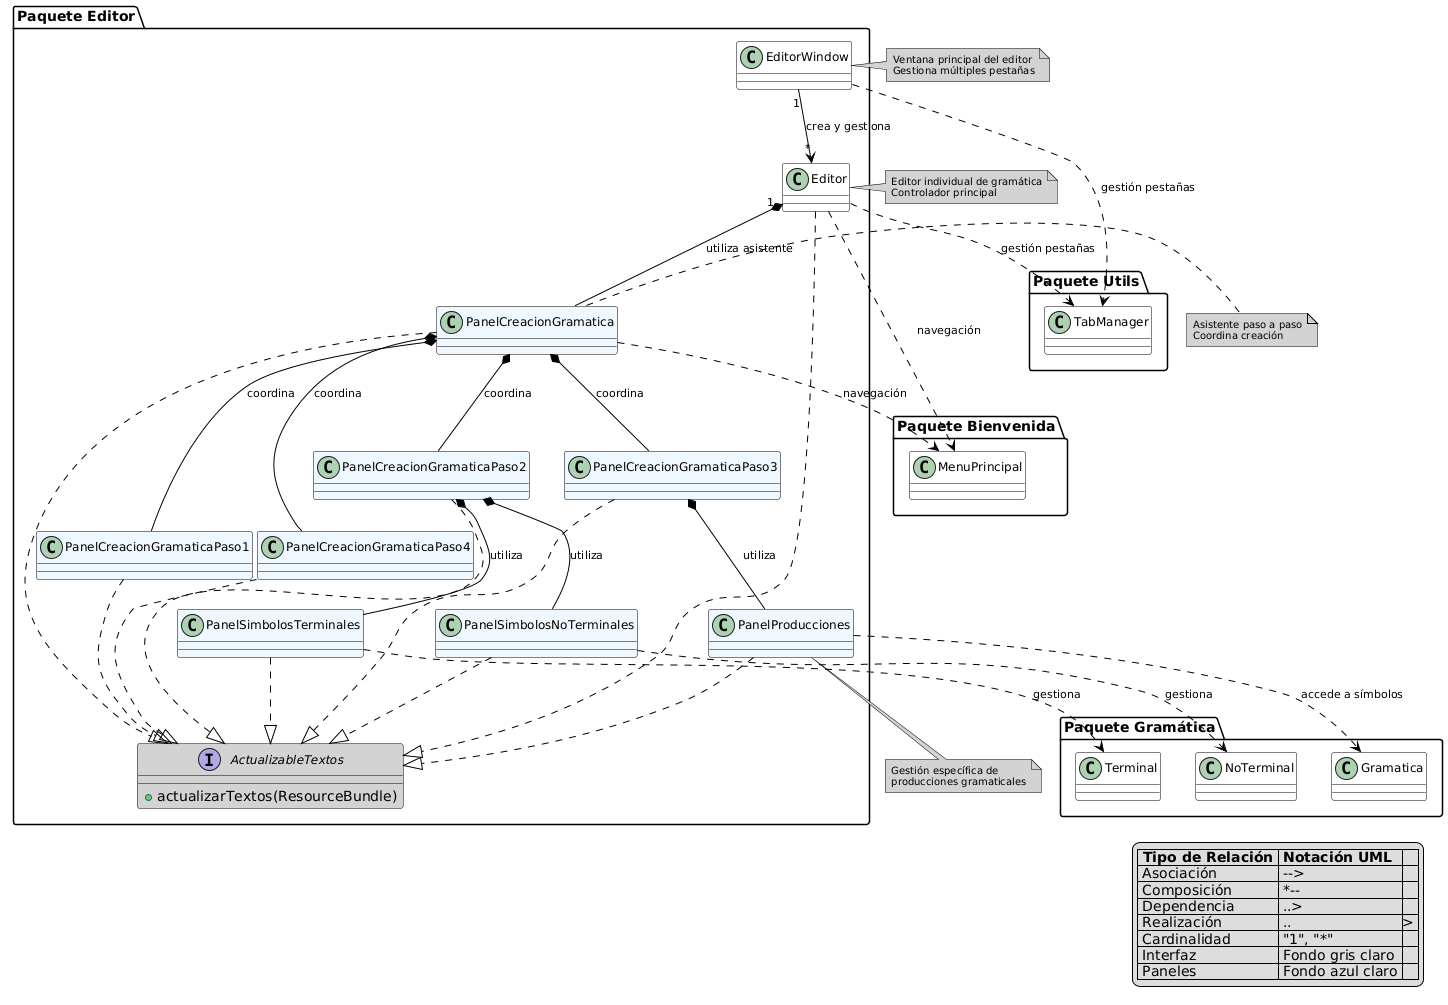 Paquete Editor
C EditorWindow
Ventana principal del editor
Gestiona múltiples pestañas
1
crea y gestiona
*
C Editor
Editor individual de gramática
Controlador principal
gestión pestañas
1
utiliza asistente
gestión pestañas
Paquete Utils
C TabManager
Asistente paso a paso
Coordina creación
C PanelCreacionGramatica
navegación
coordina
coordina
coordina
coordina
navegación
Paquete Bienvenida
C MenuPrincipal
C PanelCreacionGramaticaPaso2
C PanelCreacionGramaticaPaso3
C PanelCreacionGramaticaPaso1
C PanelCreacionGramaticaPaso4
utiliza
utiliza
utiliza
C PanelSimbolosTerminales
C PanelSimbolosNoTerminales
C PanelProducciones
gestiona
gestiona
accede a símbolos
Paquete Gramática
C Terminal
C NoTerminal
C Gramatica
I ActualizableTextos
actualizarTextos(ResourceBundle)
Gestión específica de
producciones gramaticales
Tipo de Relación Notación UML
Asociación -->
Composición *--
Dependencia ..>
Realización .. >
Cardinalidad "1", "*"
Interfaz Fondo gris claro
Paneles Fondo azul claro